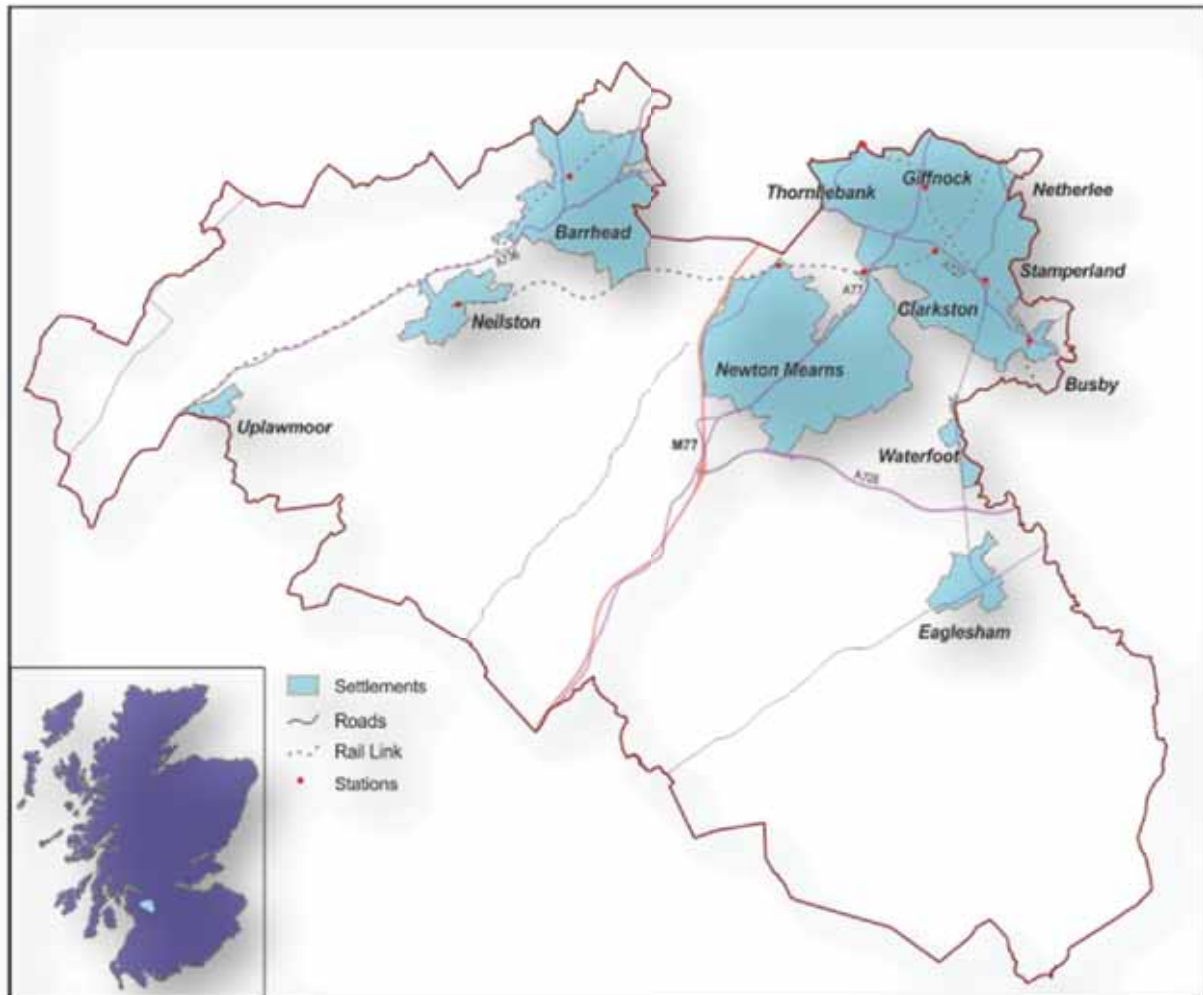 Thornliebank
Giffnock
Netherlee
Barrhead
A736
Stamperland
A77
Neilston
Clarkston
Newton Mearns
Busby
Uplawmoor
M77
Waterfoot
Eaglesham
Settlements
Roads
Rail Link
Stations